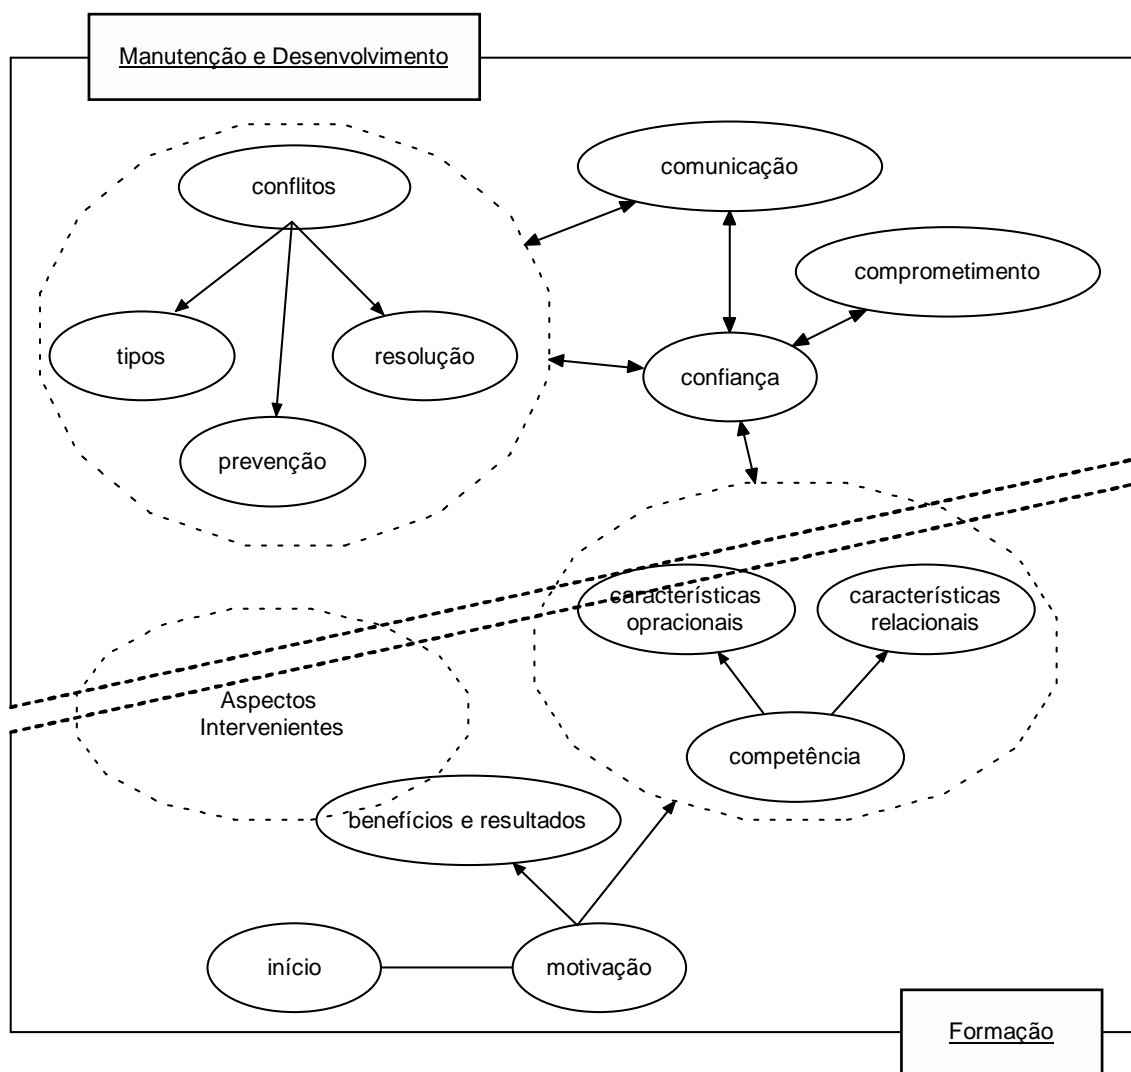 Manutenção e Desenvolvimento
conflitos
comunicação
comprometimento
tipos
resolução
confiança
prevenção
características
opracionais
características
relacionais
Aspectos
Intervenientes
competência
benefícios e resultados
início
motivação
Formação